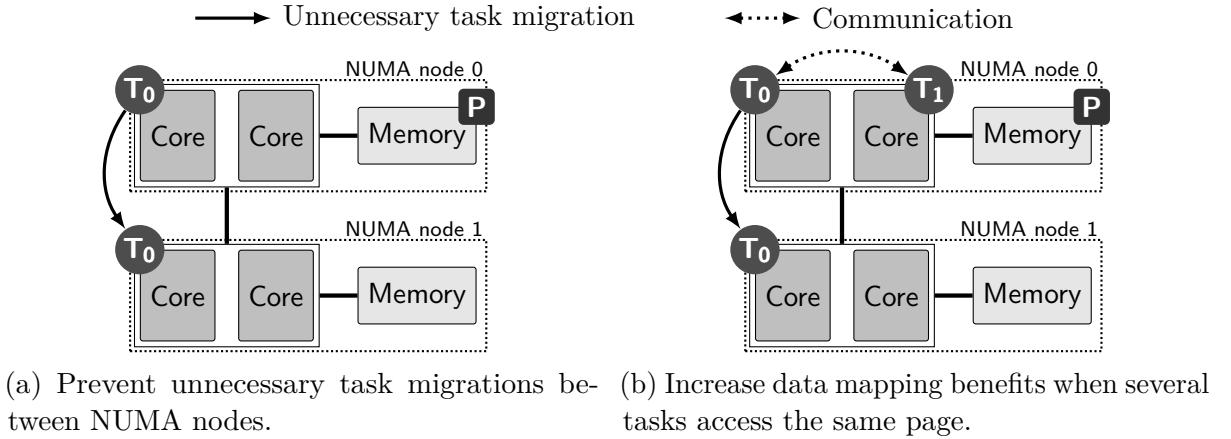 Unnecessary task migration
Communication
NUMA node 0
T0
P
Core
Core
Memory
NUMA node 1
T0
Core
Core
Memory
(a) Prevent unnecessary task migrations be-
tween NUMA nodes.
NUMA node 0
T0
T1
P
Core
Core
Memory
NUMA node 1
T0
Core
Core
Memory
(b) Increase data mapping benefits when several
tasks access the same page.